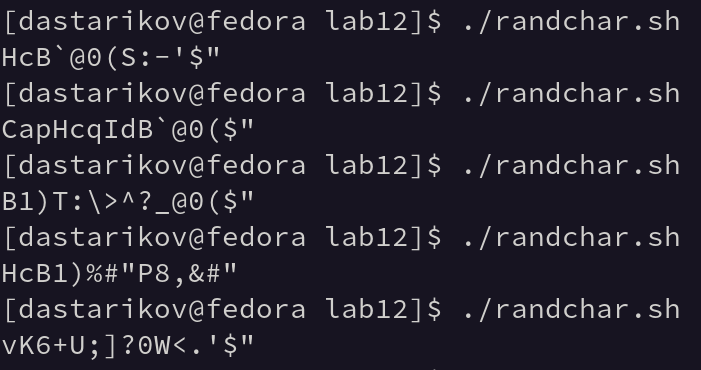 [dastarikov@fedora lab12]$ ./randchar.sh
HcB`@0(S:-'$"
[dastarikov@fedora lab12]$ ./randchar.sh
CapHcqIdB`@0($"
[dastarikov@fedora lab12]$ ./randchar.sh
B1)T:\>^?_@0($"
[dastarikov@fedora lab12]$ ./randchar.sh
HcB1)%#"P8,&#"
[dastarikov@fedora lab12]$ ./randchar.sh
vK6+U;]?0W<.'$"